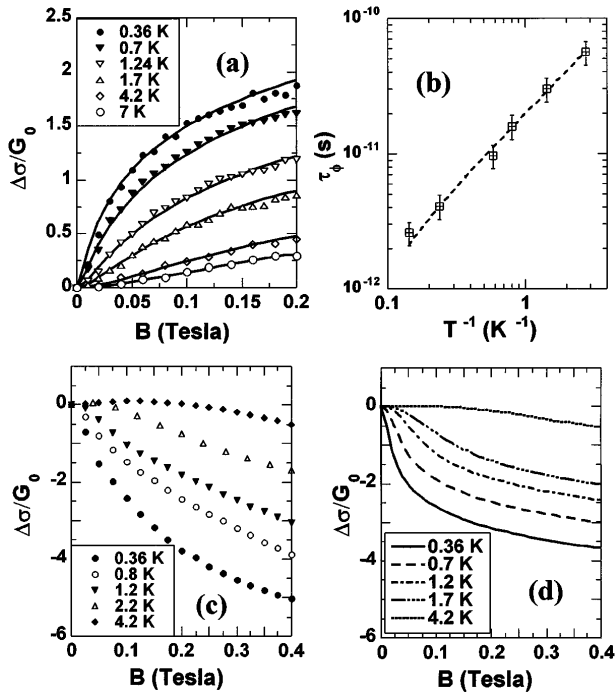 (a)
0.36 K
0.7 K
1.24 K
1.7 K
4.2 K
7 K
2.5
2
1.5
1
0.5
0
Δσ/G₀
0 0.05 0.1 0.15 0.2
B (Tesla)
(b)
10⁻¹⁰
10⁻¹¹
10⁻¹²
τ_ϕ (s)
0.1 1
T⁻¹ (K⁻¹)
(c)
0
-2
-4
-6
Δσ/G₀
0.36 K
0.8 K
1.2 K
2.2 K
4.2 K
0 0.1 0.2 0.3 0.4
B (Tesla)
(d)
0
-2
-4
-6
Δσ/G₀
0.36 K
0.7 K
1.2 K
1.7 K
4.2 K
0 0.1 0.2 0.3 0.4
B (Tesla)